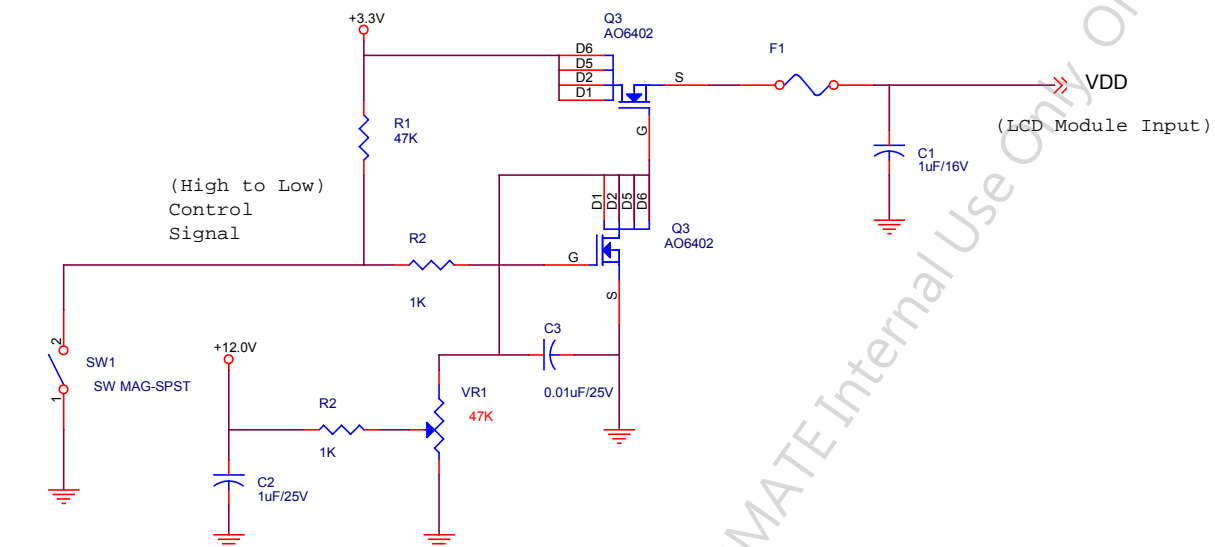 +3.3V
Q3
AO6402
D6
D5
D2
D1
S
G
F1
VDD
(LCD Module Input)
R1
47K
C1
1uF/16V
(High to Low)
Control
Signal
D1
D2
D5
D6
Q3
AO6402
R2
1K
G
S
2
1
SW1
SW MAG-SPST
+12.0V
C3
0.01uF/25V
R2
1K
VR1
47K
C2
1uF/25V
MATE Internal Use Only